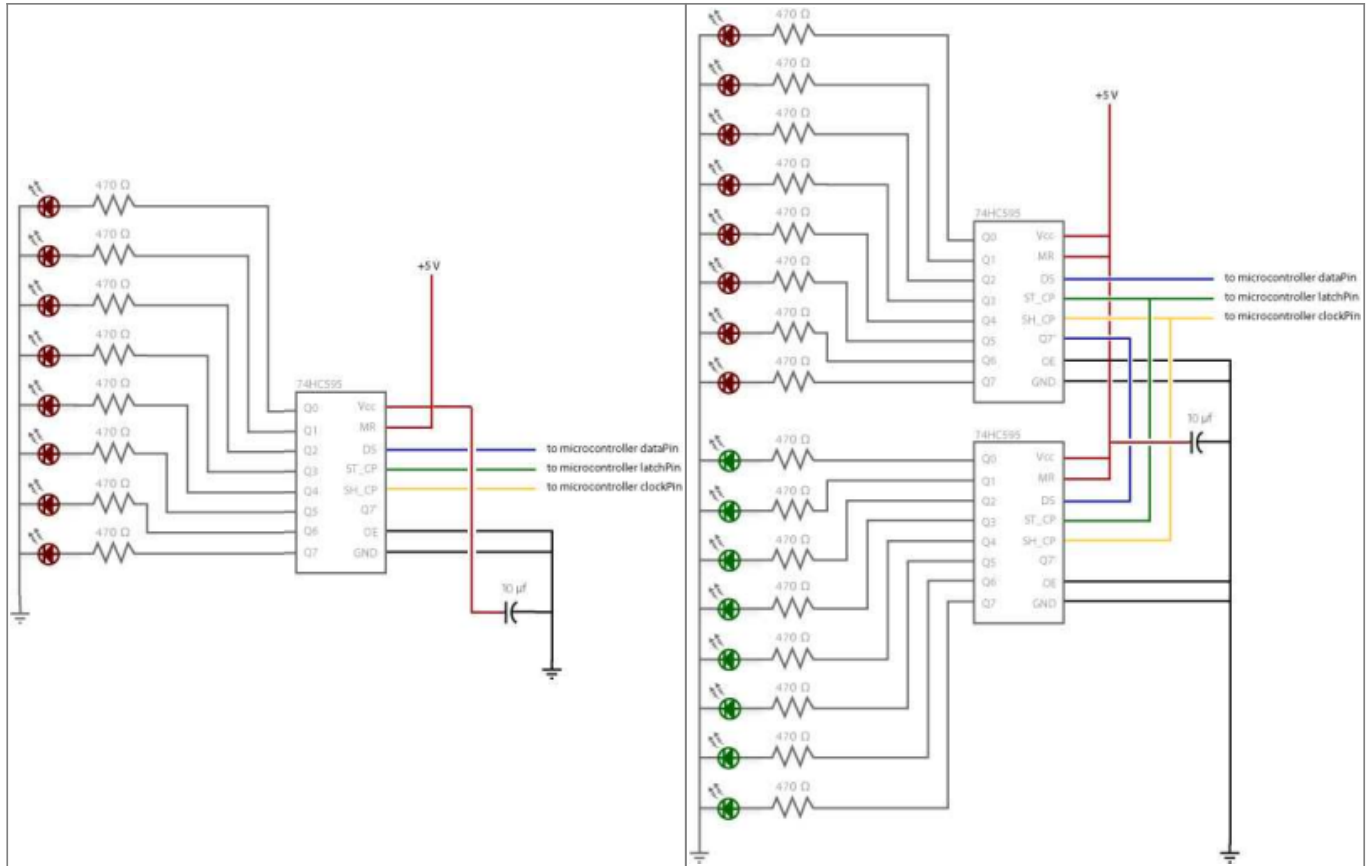 470 Ω
470 Ω
470 Ω
470 Ω
470 Ω
470 Ω
470 Ω
470 Ω
+5 V
74HC595
Q0 Vcc
Q1 MR
Q2 DS to microcontroller dataPin
Q3 ST_CP to microcontroller latchPin
Q4 SH_CP to microcontroller clockPin
Q5 Q7'
Q6 OE
Q7 GND
10 µf
470 Ω
470 Ω
470 Ω
470 Ω
470 Ω
470 Ω
470 Ω
470 Ω
+5 V
74HC595
Q0 Vcc
Q1 MR
Q2 DS to microcontroller dataPin
Q3 ST_CP to microcontroller latchPin
Q4 SH_CP to microcontroller clockPin
Q5 Q7'
Q6 OE
Q7 GND
10 µf
470 Ω
470 Ω
470 Ω
470 Ω
470 Ω
470 Ω
470 Ω
470 Ω
74HC595
Q0 Vcc
Q1 MR
Q2 DS
Q3 ST_CP
Q4 SH_CP
Q5 Q7'
Q6 OE
Q7 GND